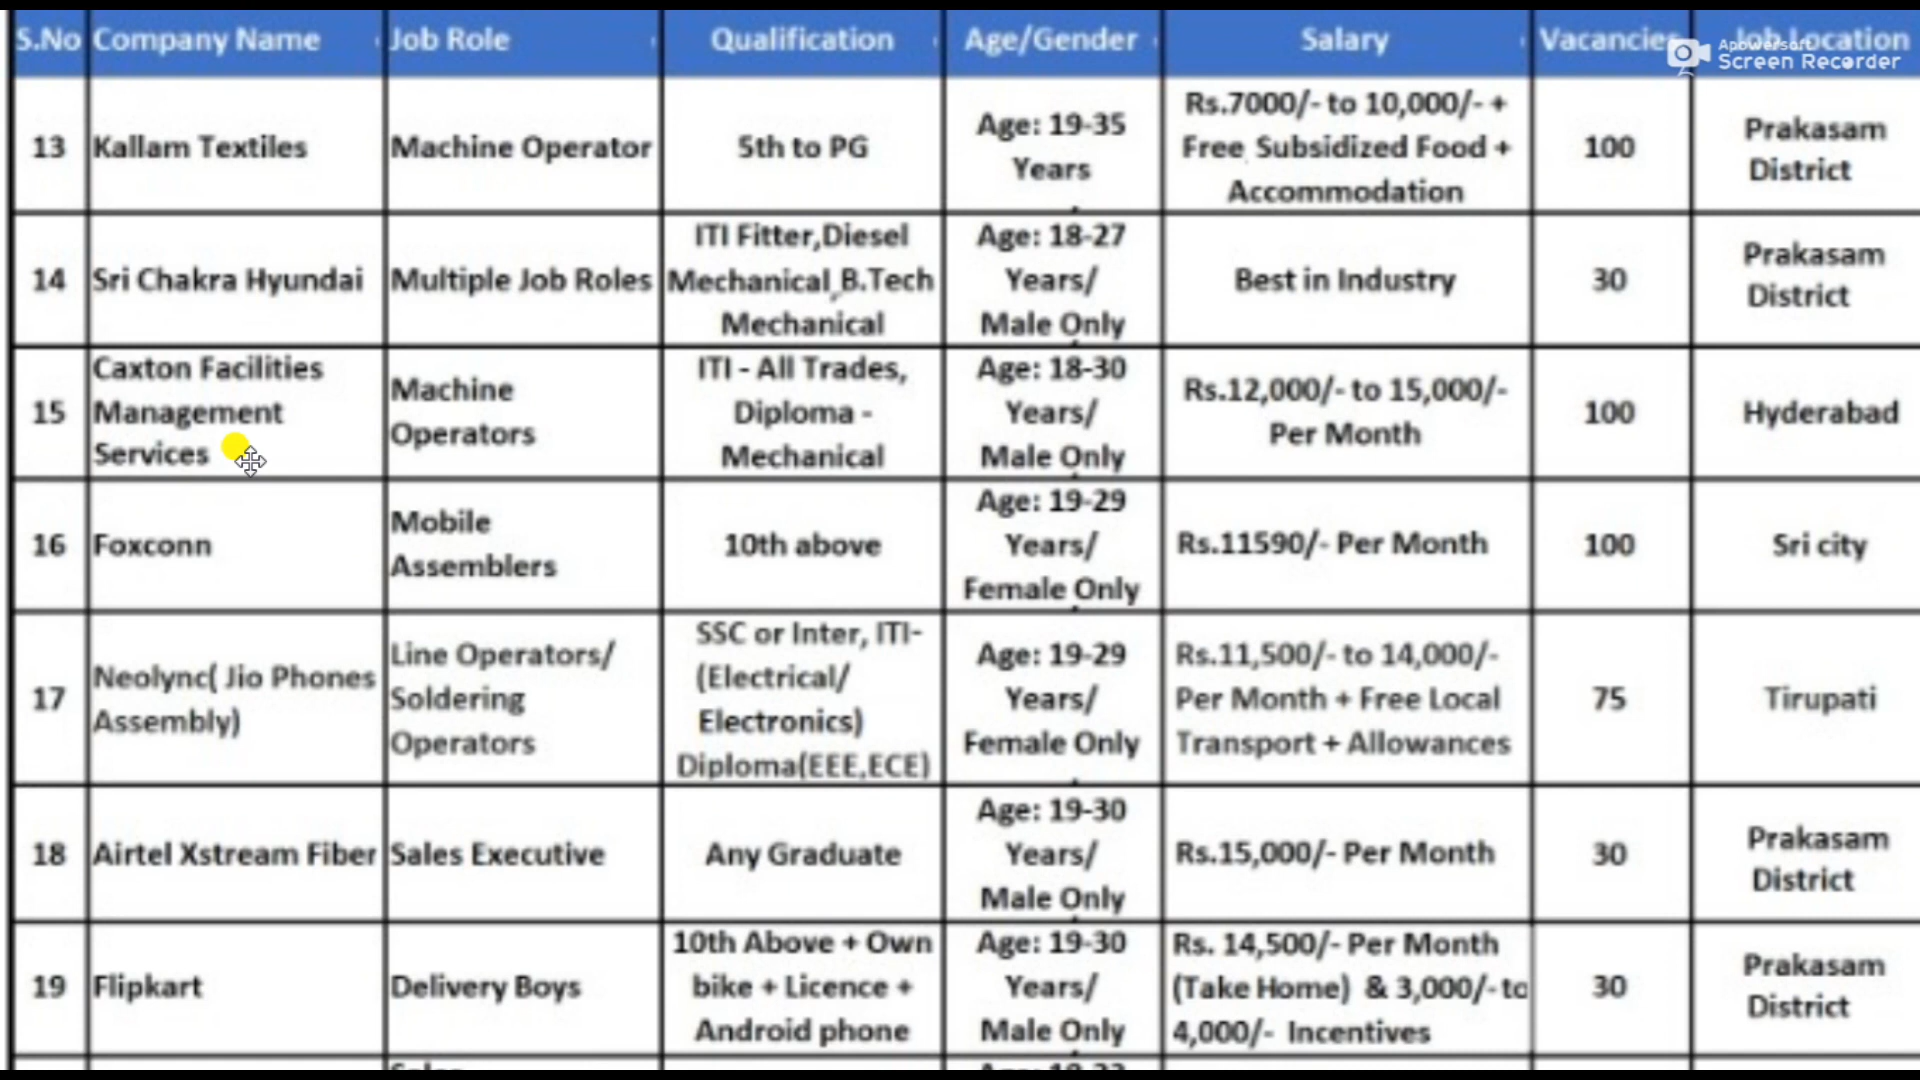 S.No Company Name Job Role Qualification Age/Gender Salary Vacancies Job Location
Apowersoft
Screen Recorder
13 Kallam Textiles Machine Operator 5th to PG Age: 19-35 Years Rs.7000/- to 10,000/- + Free Subsidized Food + Accommodation 100 Prakasam District
14 Sri Chakra Hyundai Multiple Job Roles ITI Fitter,Diesel Mechanical,B.Tech Mechanical Age: 18-27 Years/ Male Only Best in Industry 30 Prakasam District
15 Caxton Facilities Management Services Machine Operators ITI - All Trades, Diploma - Mechanical Age: 18-30 Years/ Male Only Rs.12,000/- to 15,000/- Per Month 100 Hyderabad
16 Foxconn Mobile Assemblers 10th above Age: 19-29 Years/ Female Only Rs.11590/- Per Month 100 Sri city
17 Neolync( Jio Phones Assembly) Line Operators/ Soldering Operators SSC or Inter, ITI- (Electrical/ Electronics) Diploma(EEE,ECE) Age: 19-29 Years/ Female Only Rs.11,500/- to 14,000/- Per Month + Free Local Transport + Allowances 75 Tirupati
18 Airtel Xstream Fiber Sales Executive Any Graduate Age: 19-30 Years/ Male Only Rs.15,000/- Per Month 30 Prakasam District
19 Flipkart Delivery Boys 10th Above + Own bike + Licence + Android phone Age: 19-30 Years/ Male Only Rs. 14,500/- Per Month (Take Home) & 3,000/- to 4,000/- Incentives 30 Prakasam District